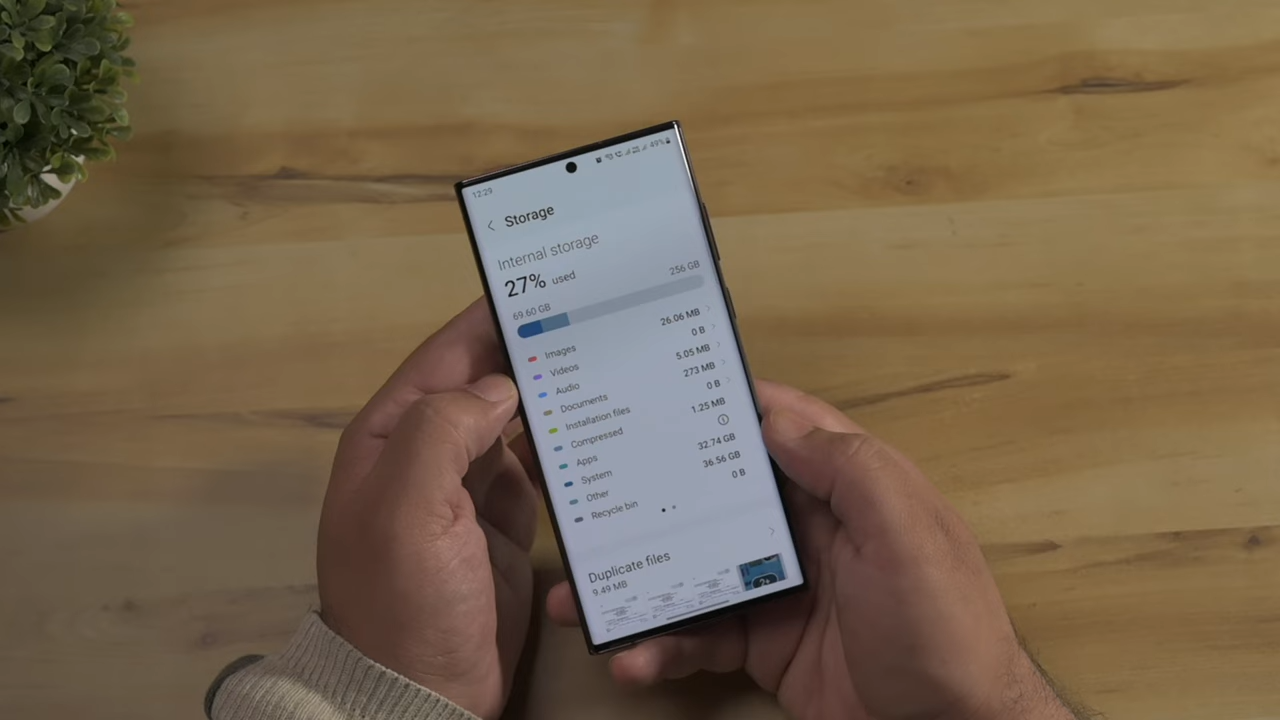 12:29 49%
Storage
Internal storage
27% used
69.60 GB 256 GB
Images 26.06 MB
Videos 0 B
Audio 5.05 MB
Documents 273 MB
Installation files 0 B
Compressed 1.25 MB
Apps
System 32.74 GB
Other 36.56 GB
Recycle bin 0 B
Duplicate files
9.49 MB
2+